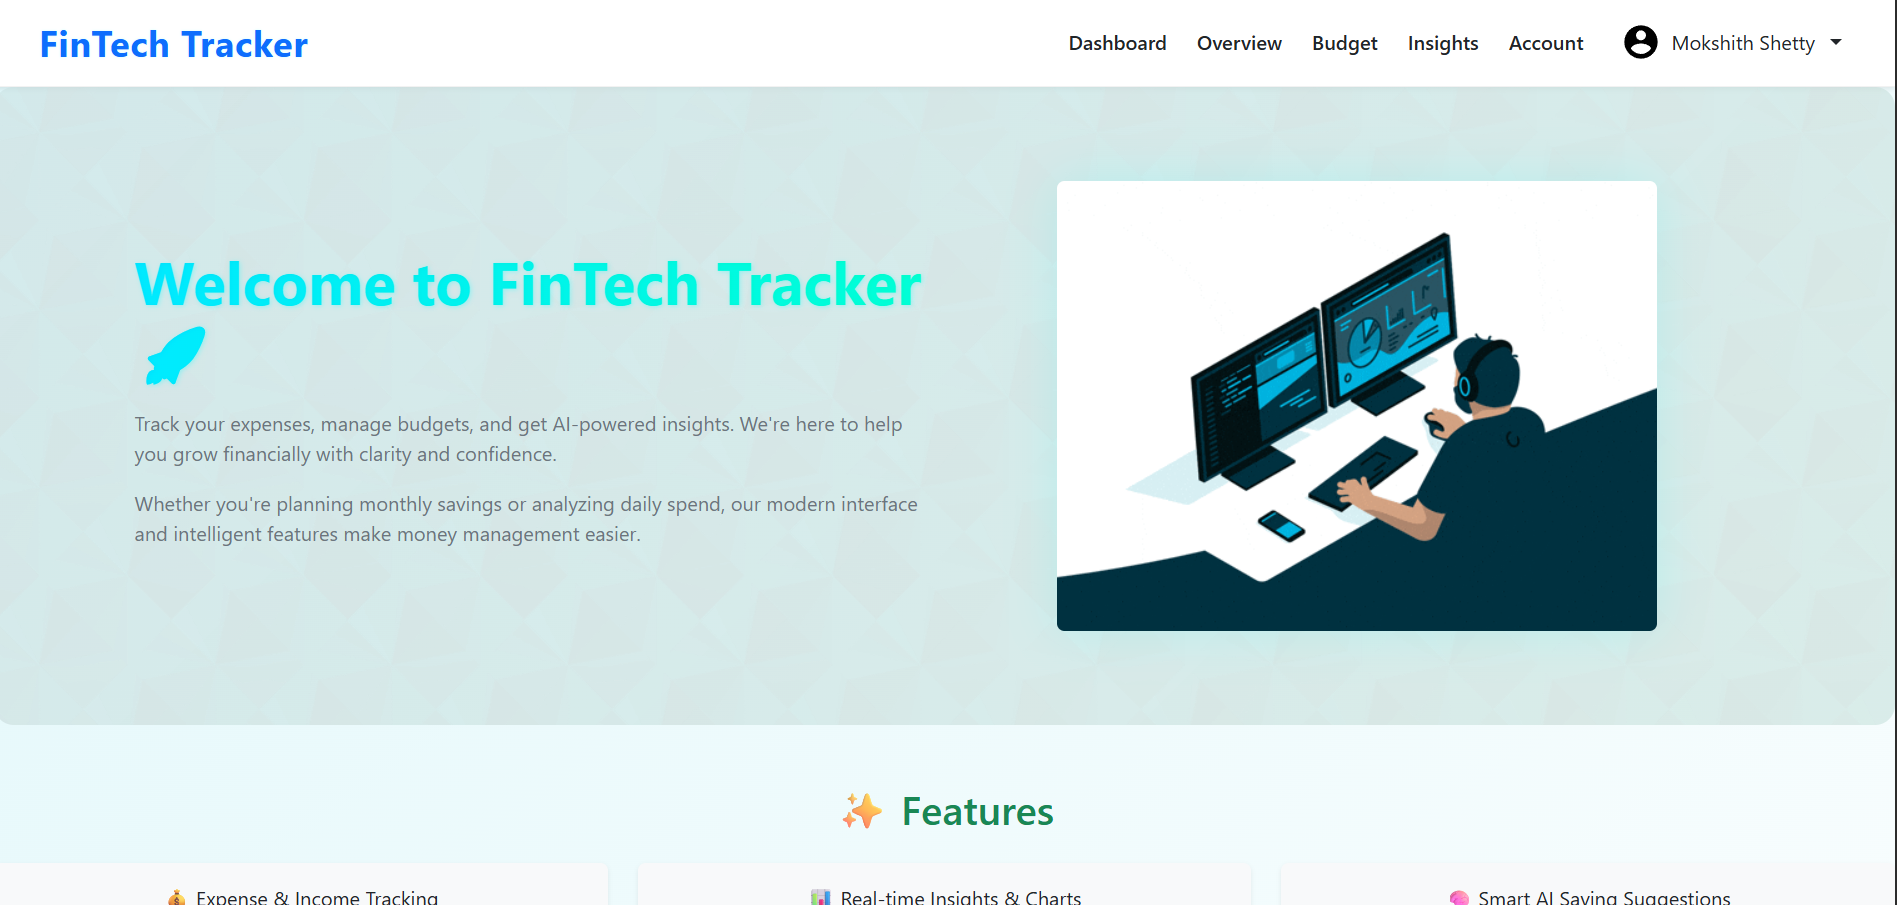 FinTech Tracker
Dashboard Overview Budget Insights Account Mokshith Shetty
Welcome to FinTech Tracker
Track your expenses, manage budgets, and get AI-powered insights. We're here to help
you grow financially with clarity and confidence.
Whether you're planning monthly savings or analyzing daily spend, our modern interface
and intelligent features make money management easier.
✨ Features
💰 Expense & Income Tracking
📊 Real-time Insights & Charts
🧠 Smart AI Saving Suggestions